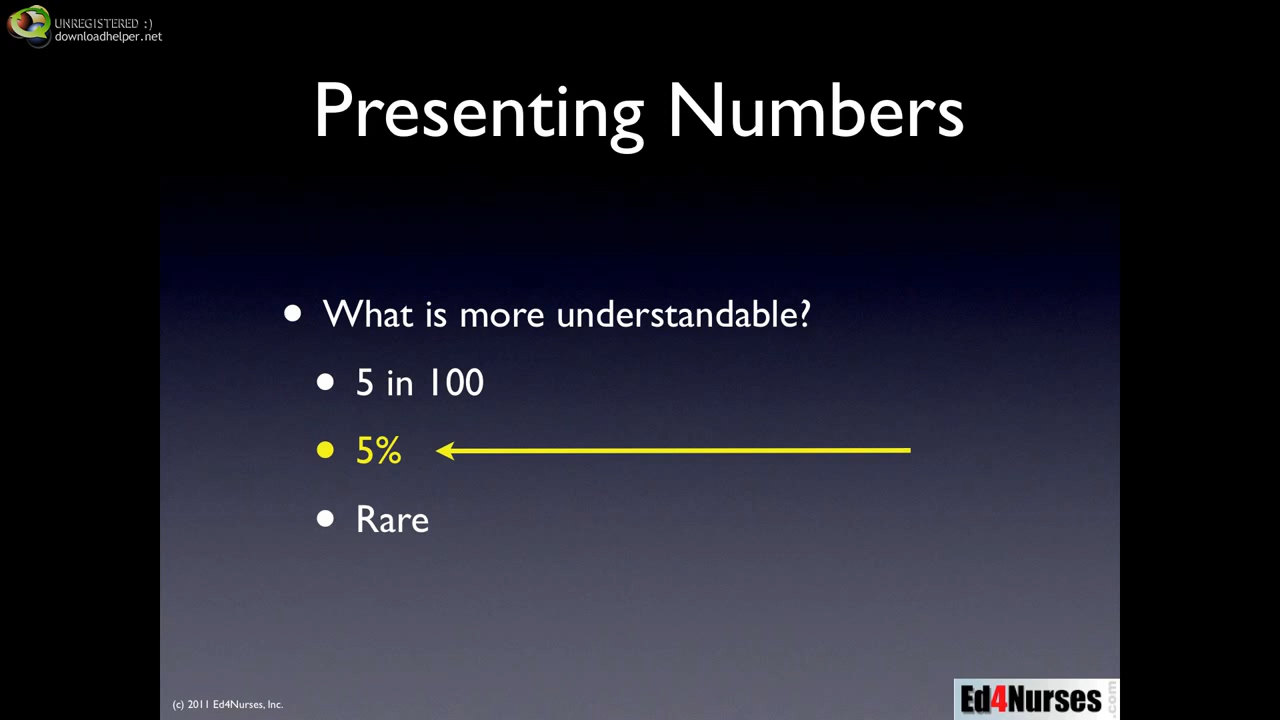 UNREGISTERED :)
downloadhelper.net
Presenting Numbers
• What is more understandable?
• 5 in 100
• 5%
• Rare
(c) 2011 Ed4Nurses, Inc.
Ed4Nurses.com